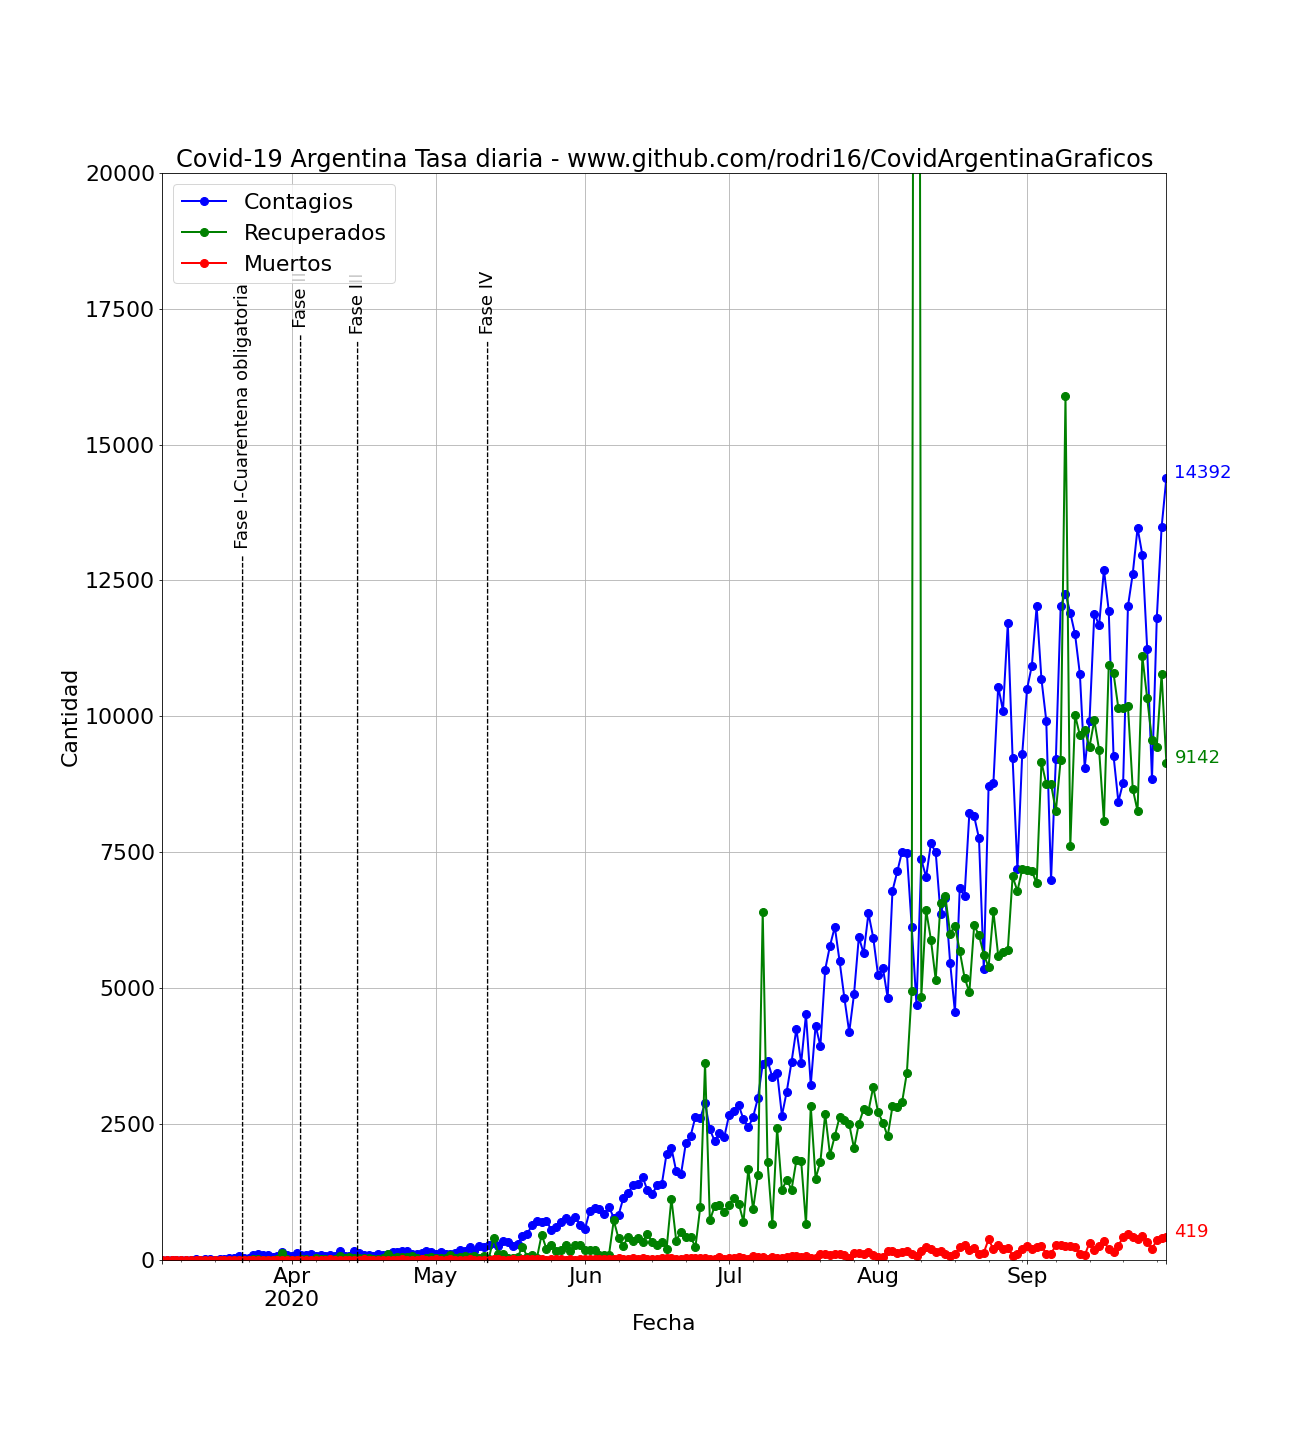 Covid-19 Argentina Tasa diaria - www.github.com/rodri16/CovidArgentinaGraficos
20000
17500
15000
12500
10000
7500
5000
2500
0
Cantidad
Contagios
Recuperados
Muertos
Fase I-Cuarentena obligatoria
Fase II
Fase III
Fase IV
14392
9142
419
Apr
2020
May
Jun
Jul
Aug
Sep
Fecha